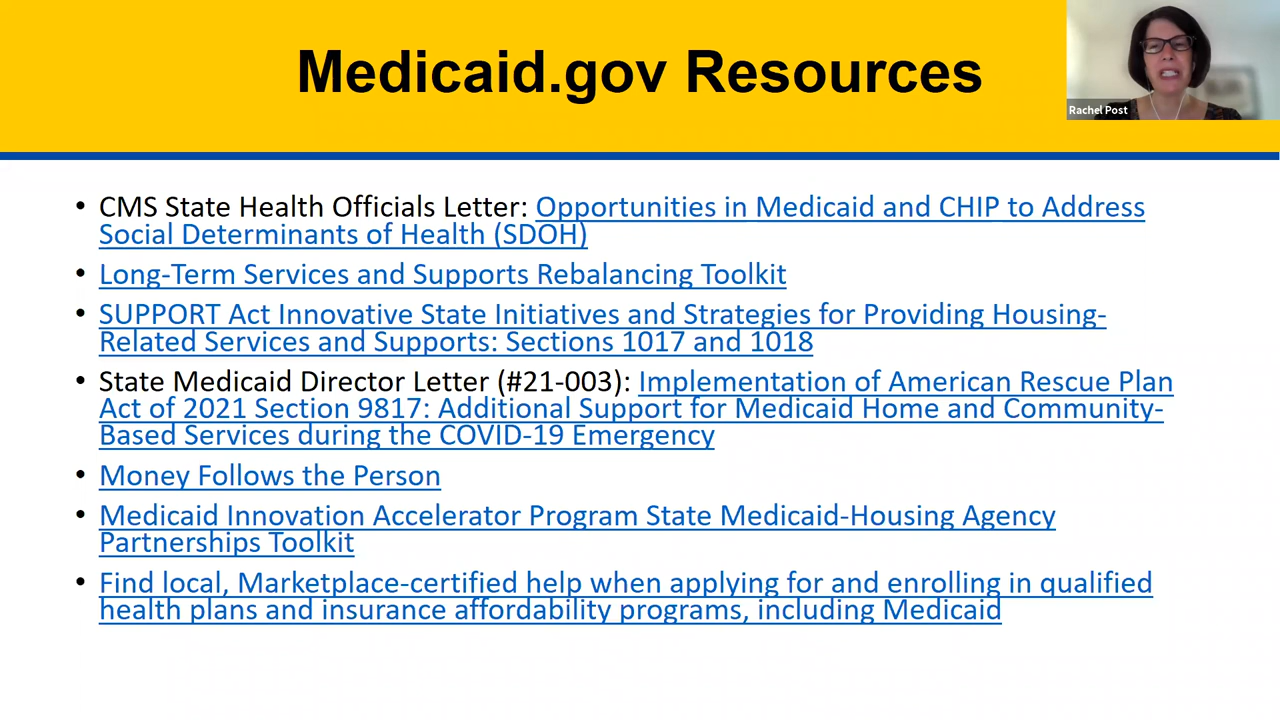 Medicaid.gov Resources
Rachel Post
• CMS State Health Officials Letter: Opportunities in Medicaid and CHIP to Address
Social Determinants of Health (SDOH)
• Long-Term Services and Supports Rebalancing Toolkit
• SUPPORT Act Innovative State Initiatives and Strategies for Providing Housing-
Related Services and Supports: Sections 1017 and 1018
• State Medicaid Director Letter (#21-003): Implementation of American Rescue Plan
Act of 2021 Section 9817: Additional Support for Medicaid Home and Community-
Based Services during the COVID-19 Emergency
• Money Follows the Person
• Medicaid Innovation Accelerator Program State Medicaid-Housing Agency
Partnerships Toolkit
• Find local, Marketplace-certified help when applying for and enrolling in qualified
health plans and insurance affordability programs, including Medicaid